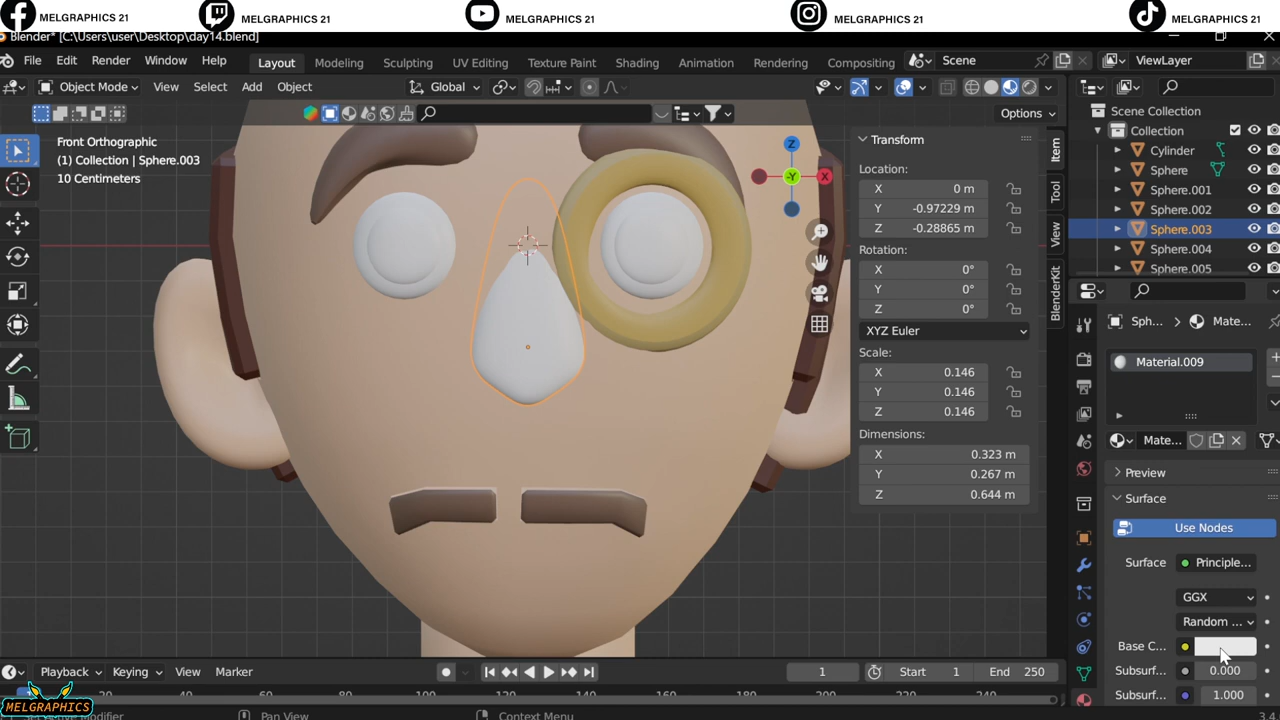 MELGRAPHICS 21 MELGRAPHICS 21 MELGRAPHICS 21 MELGRAPHICS 21 MELGRAPHICS 21
Blender* [C:\Users\user\Desktop\day14.blend]
File Edit Render Window Help Layout Modeling Sculpting UV Editing Texture Paint Shading Animation Rendering Compositing Scene ViewLayer
Object Mode View Select Add Object Global
Options
Front Orthographic
(1) Collection | Sphere.003
10 Centimeters
Z
X
-Y
Transform
Location:
X 0 m
Y -0.97229 m
Z -0.28865 m
Rotation:
X 0°
Y 0°
Z 0°
XYZ Euler
Scale:
X 0.146
Y 0.146
Z 0.146
Dimensions:
X 0.323 m
Y 0.267 m
Z 0.644 m
Item
Tool
View
BlenderKit
Scene Collection
Collection
Cylinder
Sphere
Sphere.001
Sphere.002
Sphere.003
Sphere.004
Sphere.005
Sph... > Mate...
Material.009
Mate...
Preview
Surface
Use Nodes
Surface Principle...
GGX
Random ...
Base C...
Subsurf... 0.000
Subsurf... 1.000
Playback Keying View Marker 1 Start 1 End 250
20 60 80 100 120 140 160 180 200 220 240
MELGRAPHICS
Pan View Context Menu 3.4